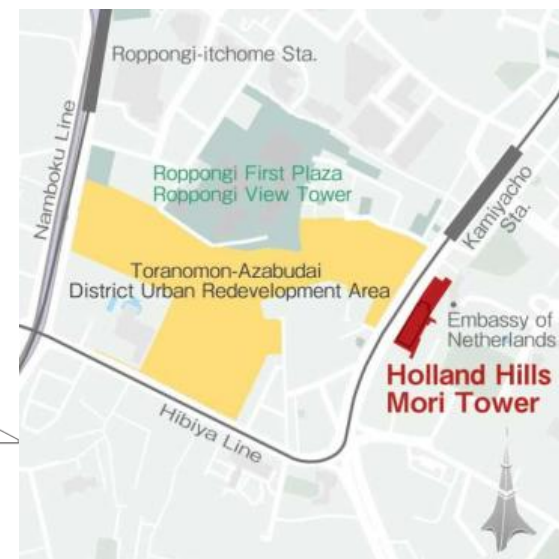 Roppongi-itchome Sta.
Namboku Line
Roppongi First Plaza
Roppongi View Tower
Kamiyacho
Sta.
Toranomon-Azabudai
District Urban Redevelopment Area
Embassy of
Netherlands
Holland Hills
Mori Tower
Hibiya Line